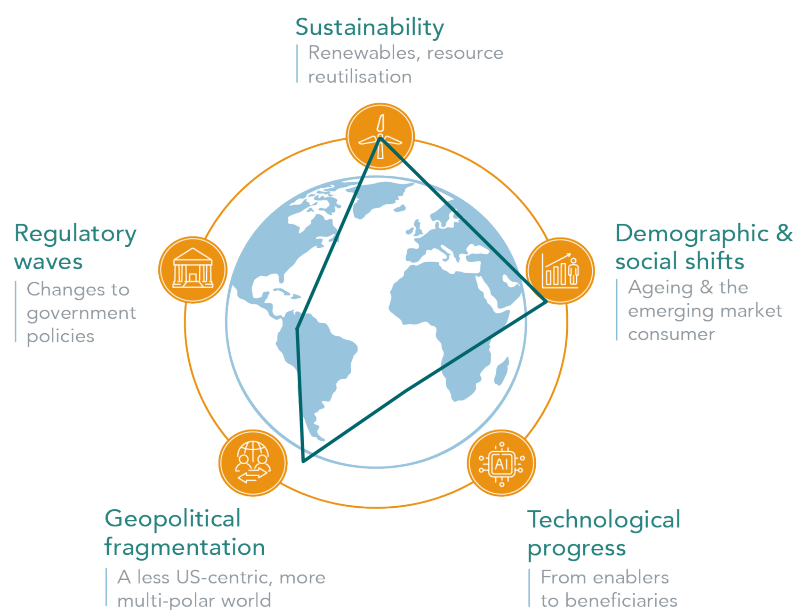 Sustainability
Renewables, resource
reutilisation
Regulatory
waves
Changes to
government
policies
Demographic &
social shifts
Ageing & the
emerging market
consumer
AI
Geopolitical
fragmentation
A less US-centric, more
multi-polar world
Technological
progress
From enablers
to beneficiaries